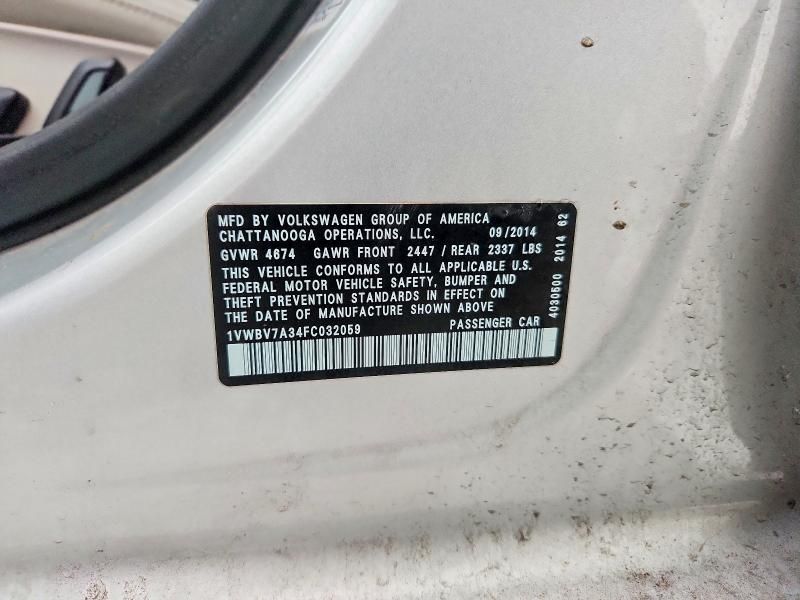 MFD BY VOLKSWAGEN GROUP OF AMERICA
CHATTANOOGA OPERATIONS, LLC. 09/2014
GVWR 4674 GAWR FRONT 2447 / REAR 2337 LBS
THIS VEHICLE CONFORMS TO ALL APPLICABLE U.S.
FEDERAL MOTOR VEHICLE SAFETY, BUMPER AND
THEFT PREVENTION STANDARDS IN EFFECT ON
THE DATE OF MANUFACTURE SHOWN ABOVE
1VWBV7A34FC032059 PASSENGER CAR
4030500 2014 62